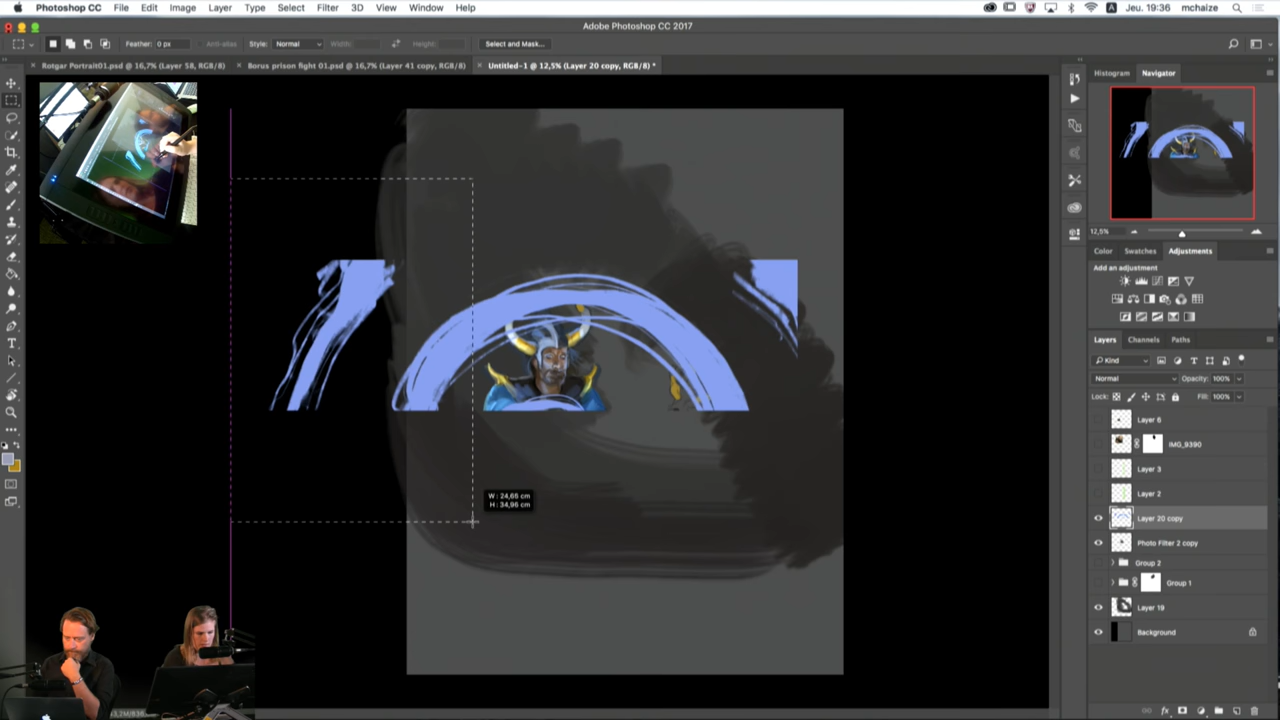 Photoshop CC File Edit Image Layer Type Select Filter 3D View Window Help Jeu. 19:36 mchaize
Adobe Photoshop CC 2017
Feather: 0 px Anti-alias Style: Normal Width: Height: Select and Mask...
Rotgar Portrait01.psd @ 16,7% (Layer 58, RGB/8) Borus prison fight 01.psd @ 16,7% (Layer 41 copy, RGB/8) Untitled-1 @ 12,5% (Layer 20 copy, RGB/8) *
Histogram Navigator
12,5%
Color Swatches Adjustments
Add an adjustment
Layers Channels Paths
Kind
Normal Opacity: 100%
Lock: Fill: 100%
Layer 6
IMG_9390
Layer 3
Layer 2
W : 24,66 cm
H : 34,96 cm
Layer 20 copy
Photo Filter 2 copy
Group 2
Group 1
Layer 19
Background